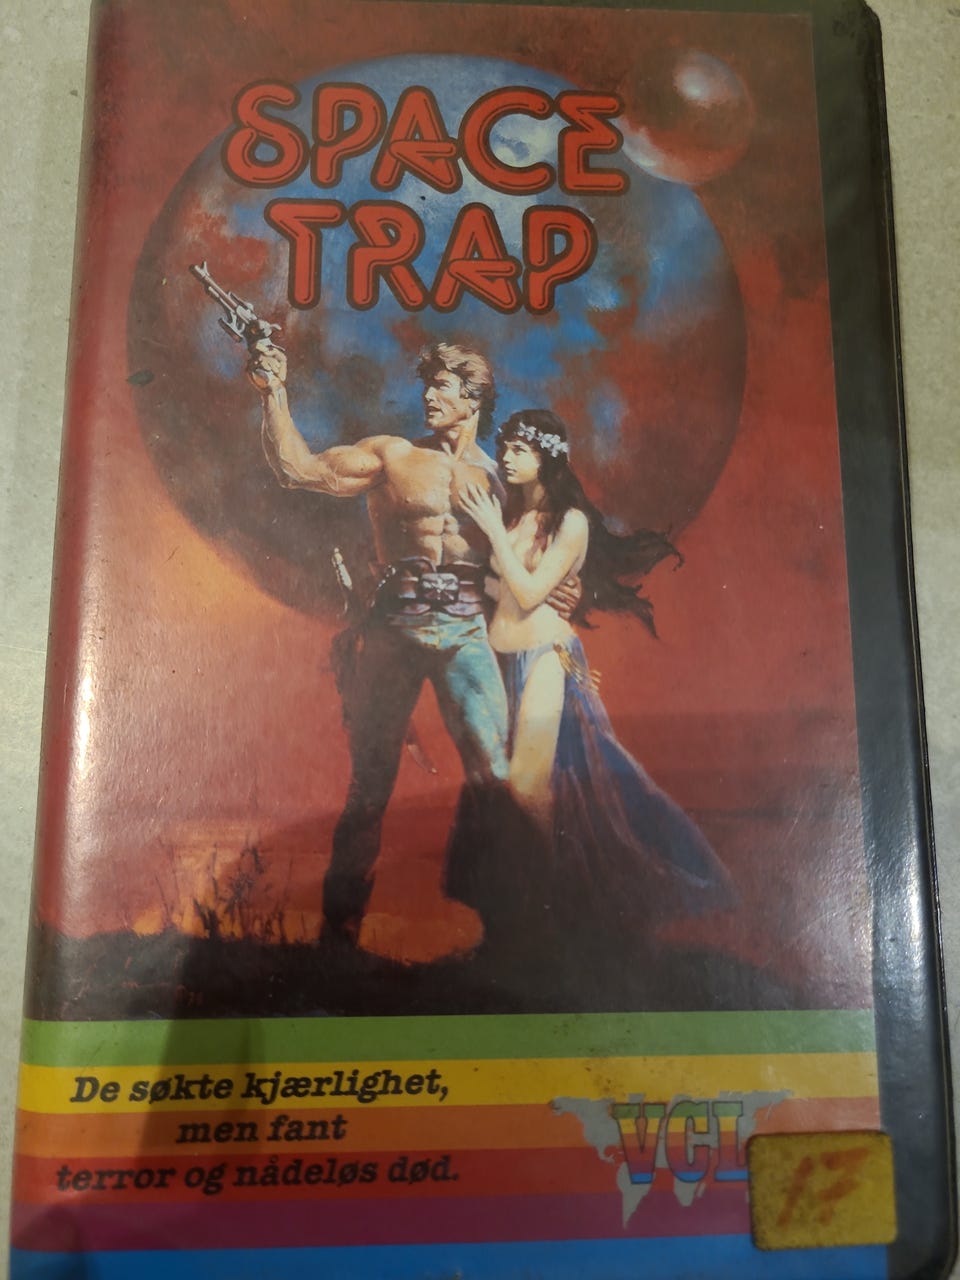 SPACE
TRAP
De søkte kjærlighet,
men fant
terror og nådeløs død.
VCL
17